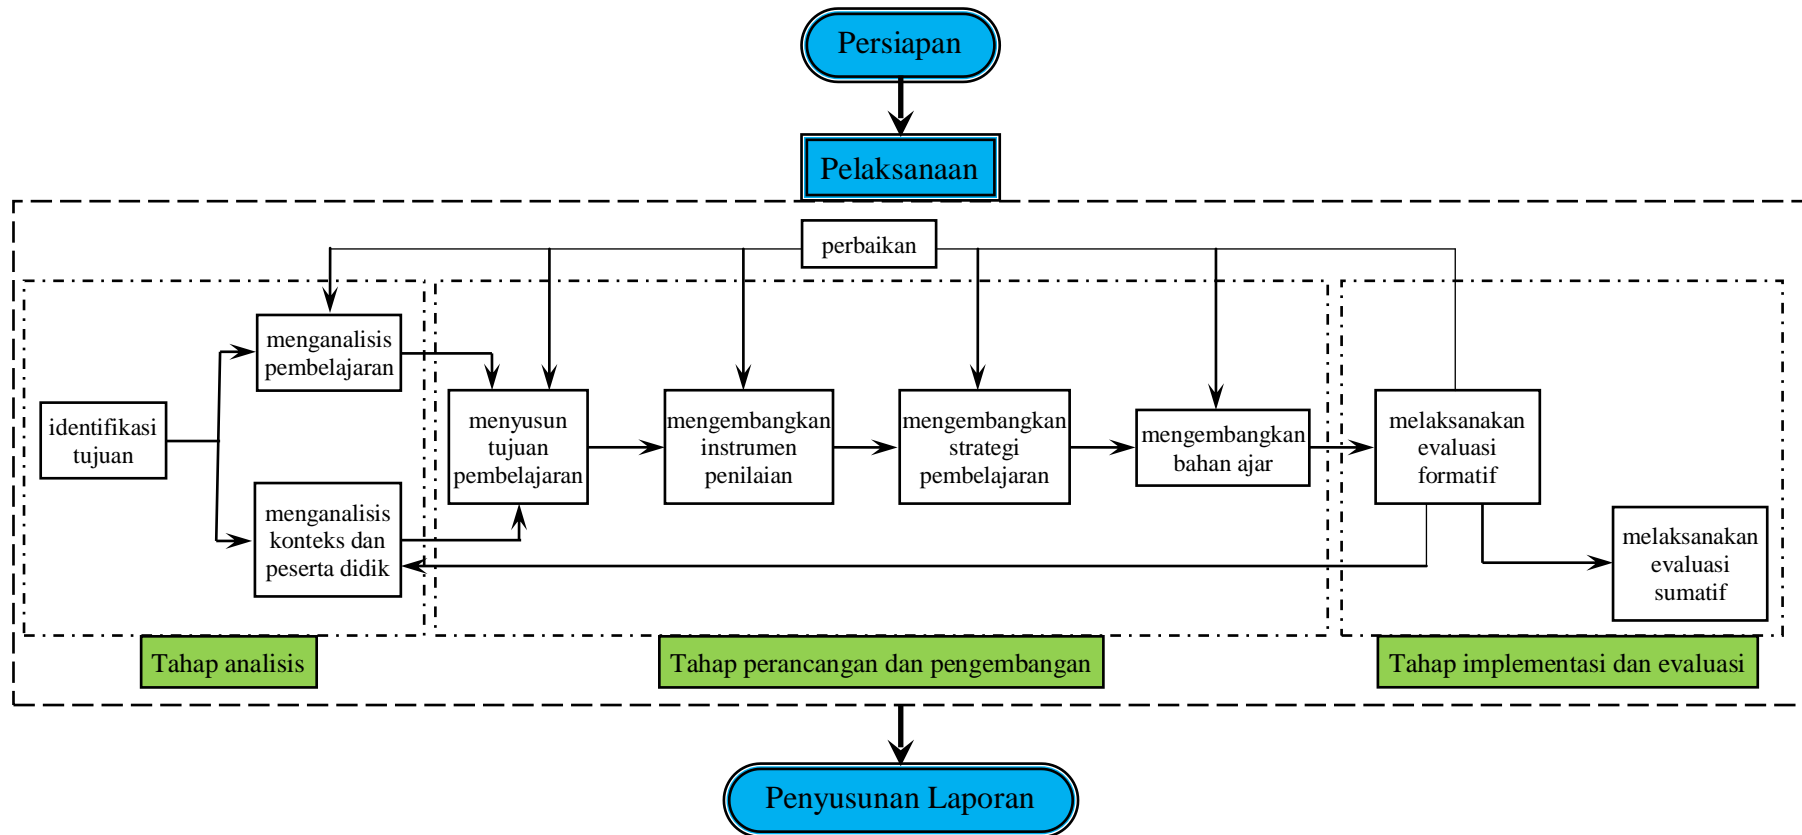 Persiapan
Pelaksanaan
perbaikan
identifikasi
tujuan
menganalisis
pembelajaran
menganalisis
konteks dan
peserta didik
menyusun
tujuan
pembelajaran
mengembangkan
instrumen
penilaian
mengembangkan
strategi
pembelajaran
mengembangkan
bahan ajar
melaksanakan
evaluasi
formatif
melaksanakan
evaluasi
sumatif
Tahap analisis
Tahap perancangan dan pengembangan
Tahap implementasi dan evaluasi
Penyusunan Laporan